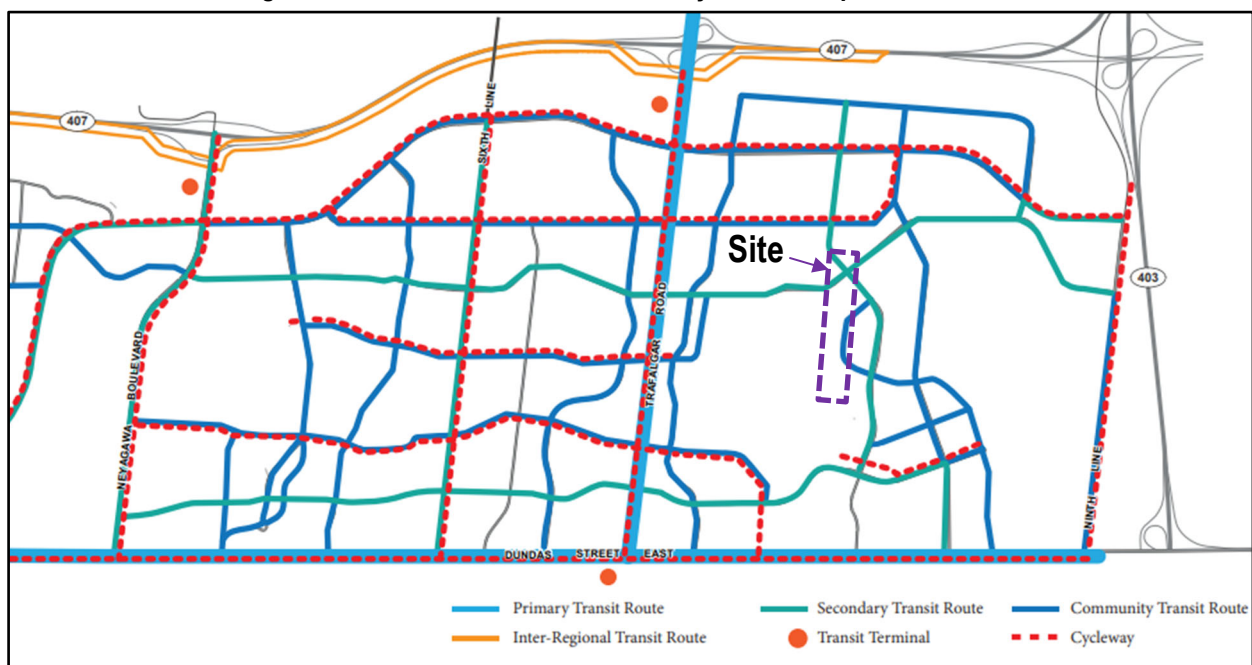 407
407
SIXTH LINE
Site
403
TRAFALGAR ROAD
NEYAGAWA BOULEVARD
NINTH LINE
DUNDAS STREET EAST
Primary Transit Route
Secondary Transit Route
Community Transit Route
Inter-Regional Transit Route
Transit Terminal
Cycleway